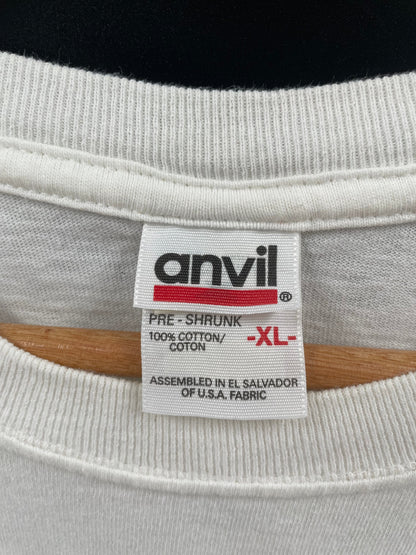 anvil®
PRE - SHRUNK
100% COTTON/
COTON
-XL-
ASSEMBLED IN EL SALVADOR
OF U.S.A. FABRIC